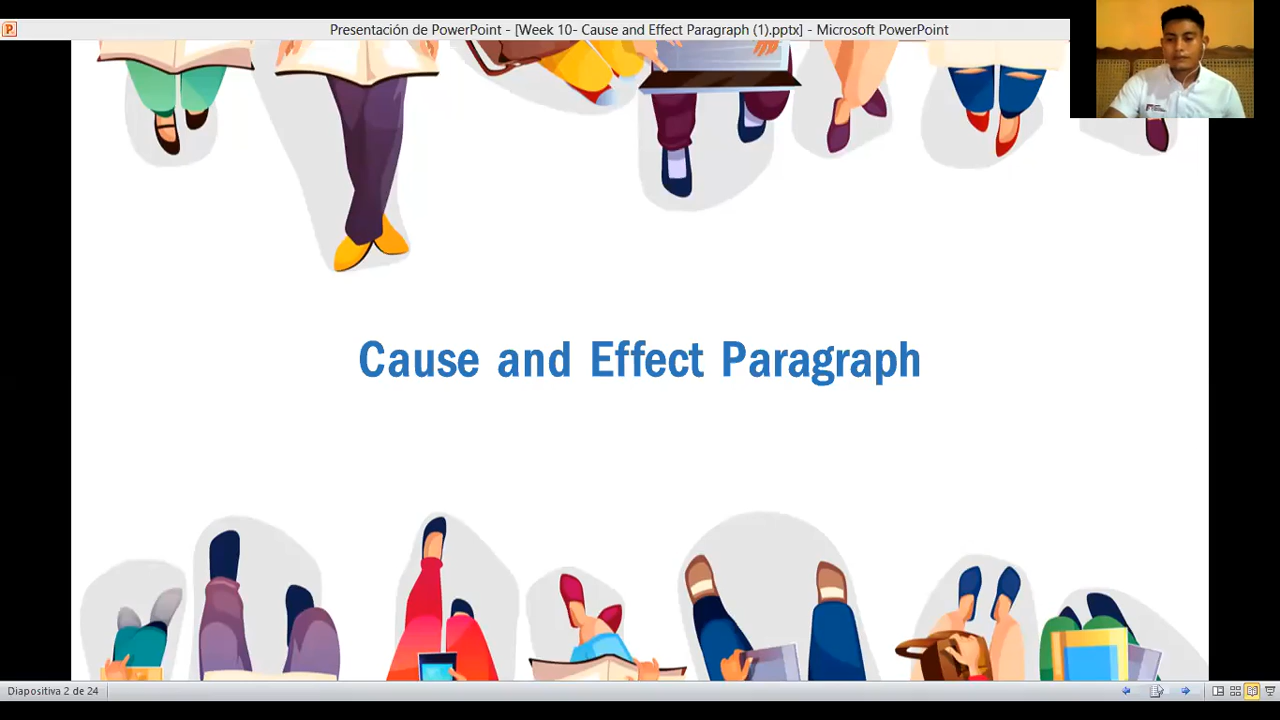 Presentación de PowerPoint - [Week 10- Cause and Effect Paragraph (1).pptx] - Microsoft PowerPoint
Cause and Effect Paragraph
Diapositiva 2 de 24